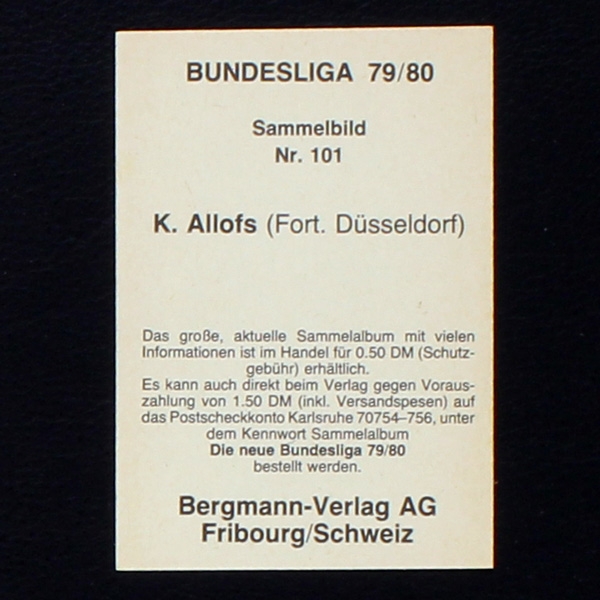 BUNDESLIGA 79/80
Sammelbild
Nr. 101
K. Allofs (Fort. Düsseldorf)
Das große, aktuelle Sammelalbum mit vielen
Informationen ist im Handel für 0.50 DM (Schutz-
gebühr) erhältlich.
Es kann auch direkt beim Verlag gegen Voraus-
zahlung von 1.50 DM (inkl. Versandspesen) auf
das Postscheckkonto Karlsruhe 70754–756, unter
dem Kennwort Sammelalbum
Die neue Bundesliga 79/80
bestellt werden.
Bergmann-Verlag AG
Fribourg/Schweiz